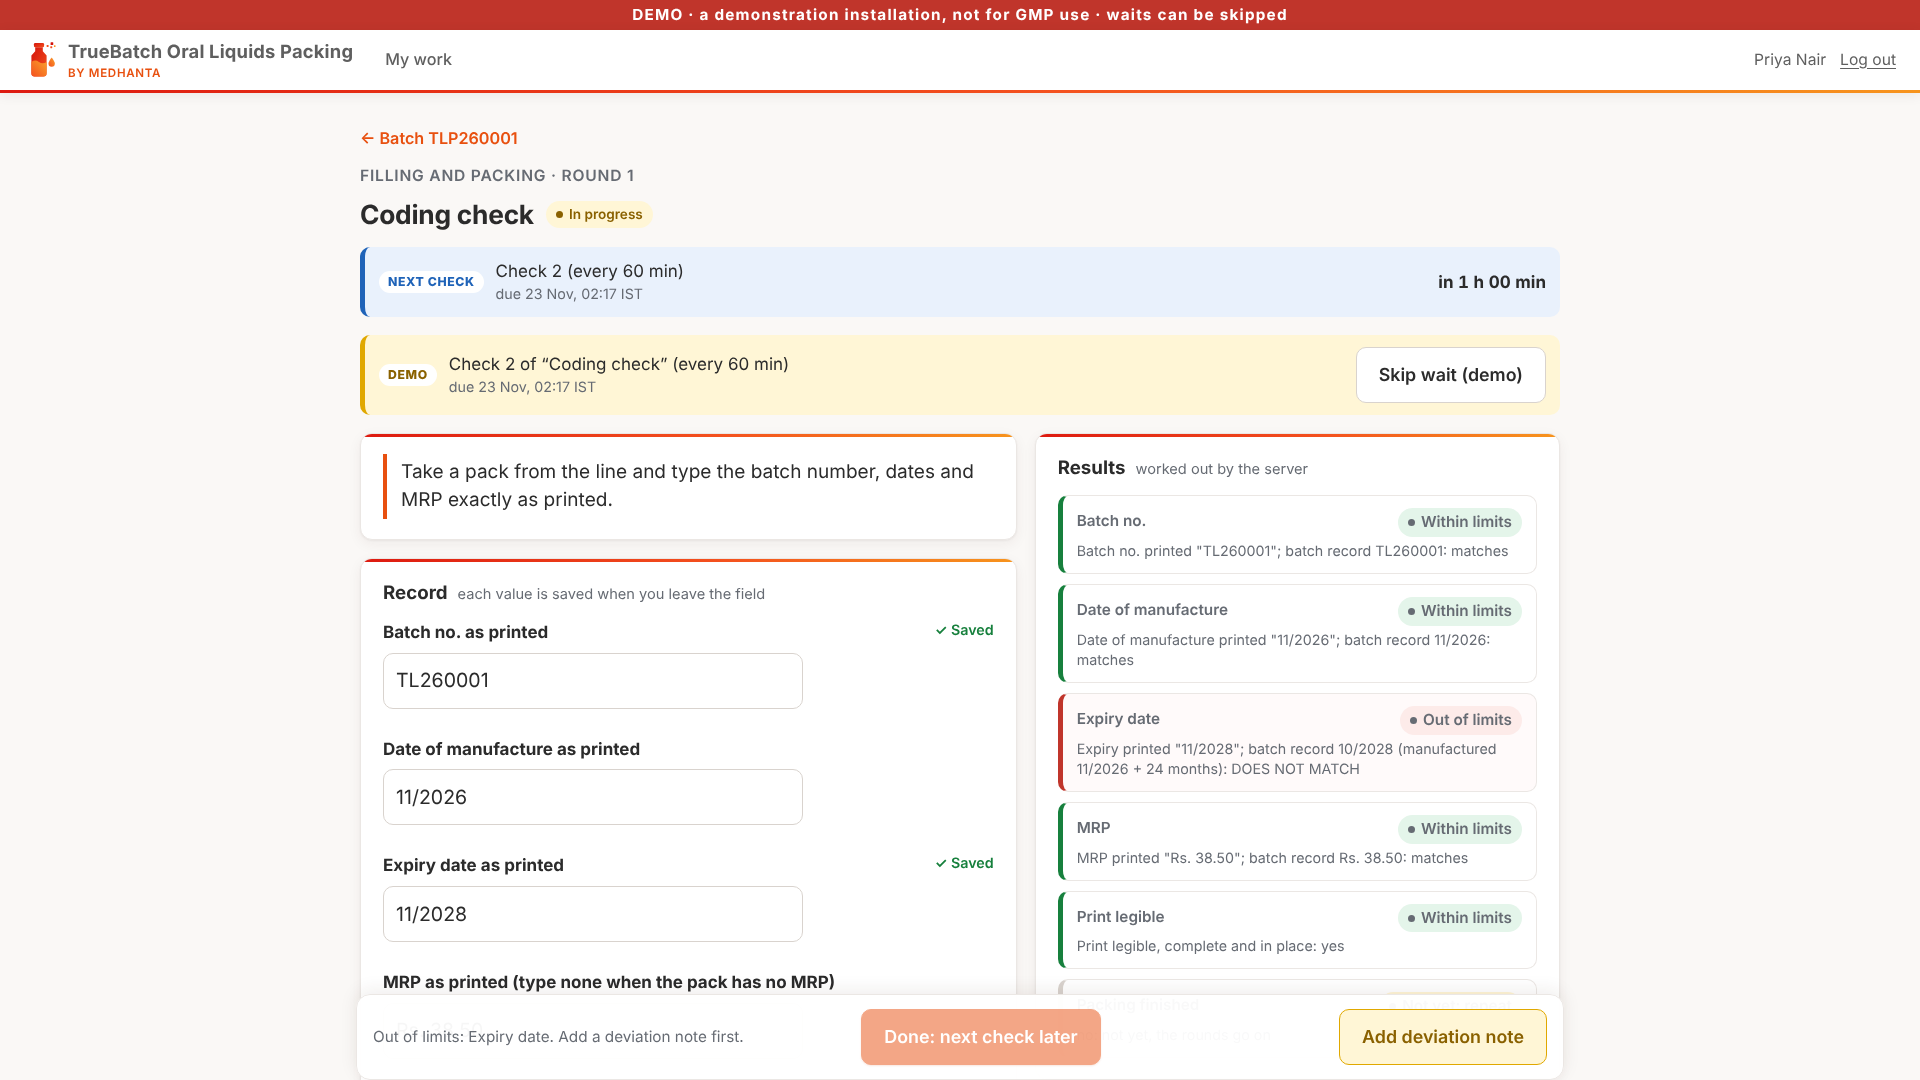 DEMO · a demonstration installation, not for GMP use · waits can be skipped
TrueBatch Oral Liquids Packing
BY MEDHANTA
My work
Priya Nair
Log out
← Batch TLP260001
FILLING AND PACKING · ROUND 1
Coding check
In progress
NEXT CHECK
Check 2 (every 60 min)
due 23 Nov, 02:17 IST
in 1 h 00 min
DEMO
Check 2 of “Coding check” (every 60 min)
due 23 Nov, 02:17 IST
Skip wait (demo)
Take a pack from the line and type the batch number, dates and
MRP exactly as printed.
Record each value is saved when you leave the field
Batch no. as printed
✓ Saved
TL260001
Date of manufacture as printed
11/2026
Expiry date as printed
✓ Saved
11/2028
MRP as printed (type none when the pack has no MRP)
Results worked out by the server
Batch no.
Within limits
Batch no. printed "TL260001"; batch record TL260001: matches
Date of manufacture
Within limits
Date of manufacture printed "11/2026"; batch record 11/2026:
matches
Expiry date
Out of limits
Expiry printed "11/2028"; batch record 10/2028 (manufactured
11/2026 + 24 months): DOES NOT MATCH
MRP
Within limits
MRP printed "Rs. 38.50"; batch record Rs. 38.50: matches
Print legible
Within limits
Print legible, complete and in place: yes
Packing finished
Not yet: repeat
Out of limits: Expiry date. Add a deviation note first.
Done: next check later
Add deviation note